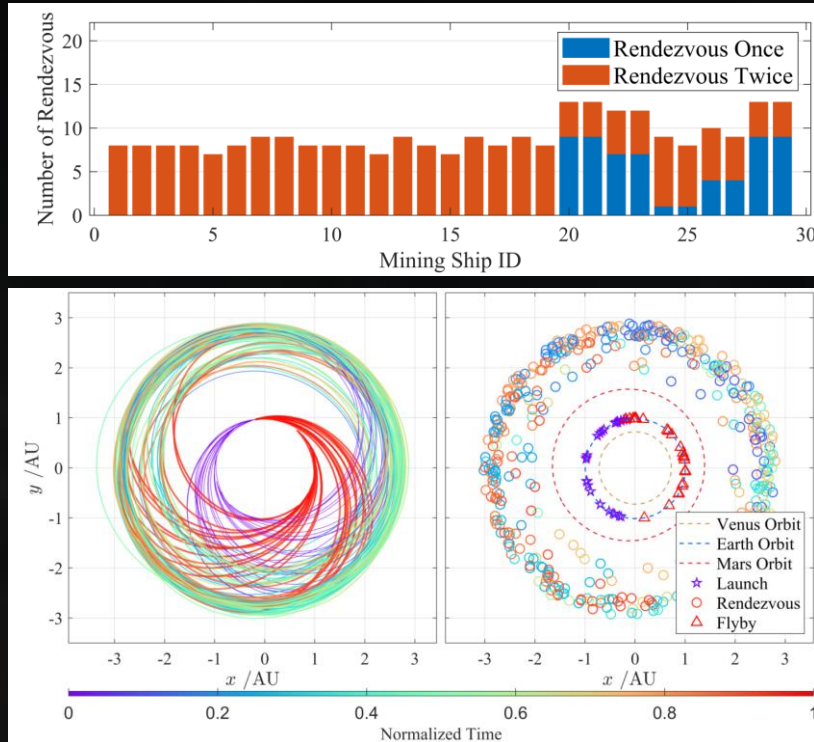 Number of Rendezvous
20
15
10
5
0
Rendezvous Once
Rendezvous Twice
0 5 10 15 20 25 30
Mining Ship ID
y /AU
3
2
1
0
-1
-2
-3
-3 -2 -1 0 1 2 3
x /AU
Venus Orbit
Earth Orbit
Mars Orbit
Launch
Rendezvous
Flyby
-3 -2 -1 0 1 2 3
x /AU
0 0.2 0.4 0.6 0.8 1
Normalized Time